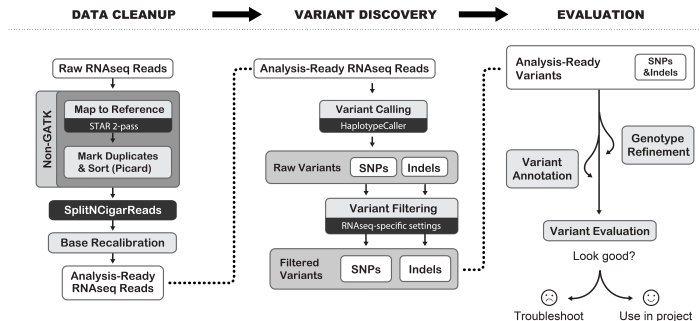 DATA CLEANUP
VARIANT DISCOVERY
EVALUATION
Raw RNAseq Reads
Non-GATK
Map to Reference
STAR 2-pass
Mark Duplicates
& Sort (Picard)
SplitNCigarReads
Base Recalibration
Analysis-Ready
RNAseq Reads
Analysis-Ready RNAseq Reads
Variant Calling
HaplotypeCaller
Raw Variants
SNPs
Indels
Variant Filtering
RNAseq-specific settings
Filtered
Variants
SNPs
Indels
Analysis-Ready
Variants
SNPs
&Indels
Genotype
Refinement
Variant
Annotation
Variant Evaluation
Look good?
Troubleshoot
Use in project